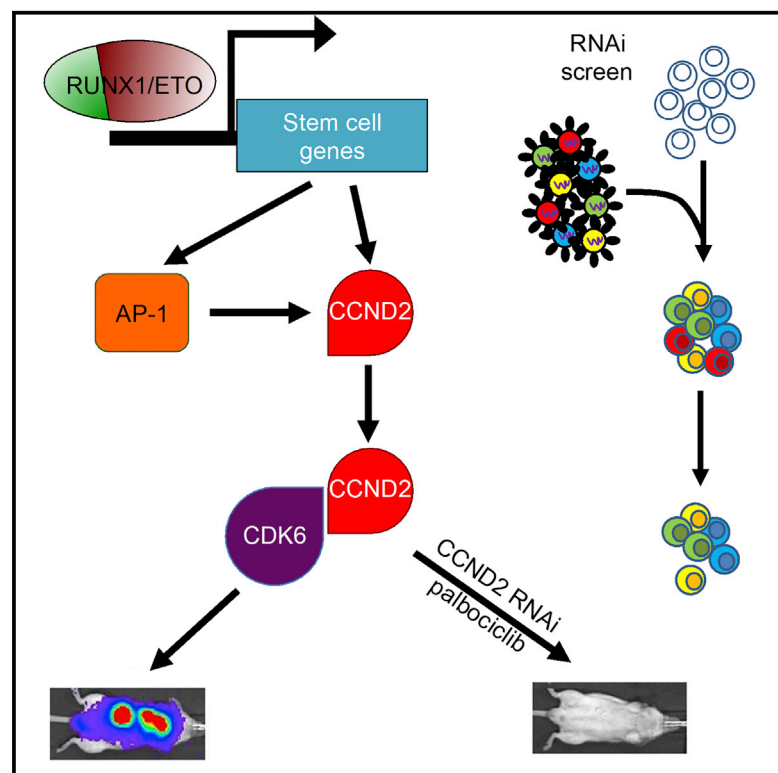 RUNX1/ETO
Stem cell
genes
AP-1
CCND2
CCND2
CDK6
CCND2 RNAi
palbociclib
RNAi
screen